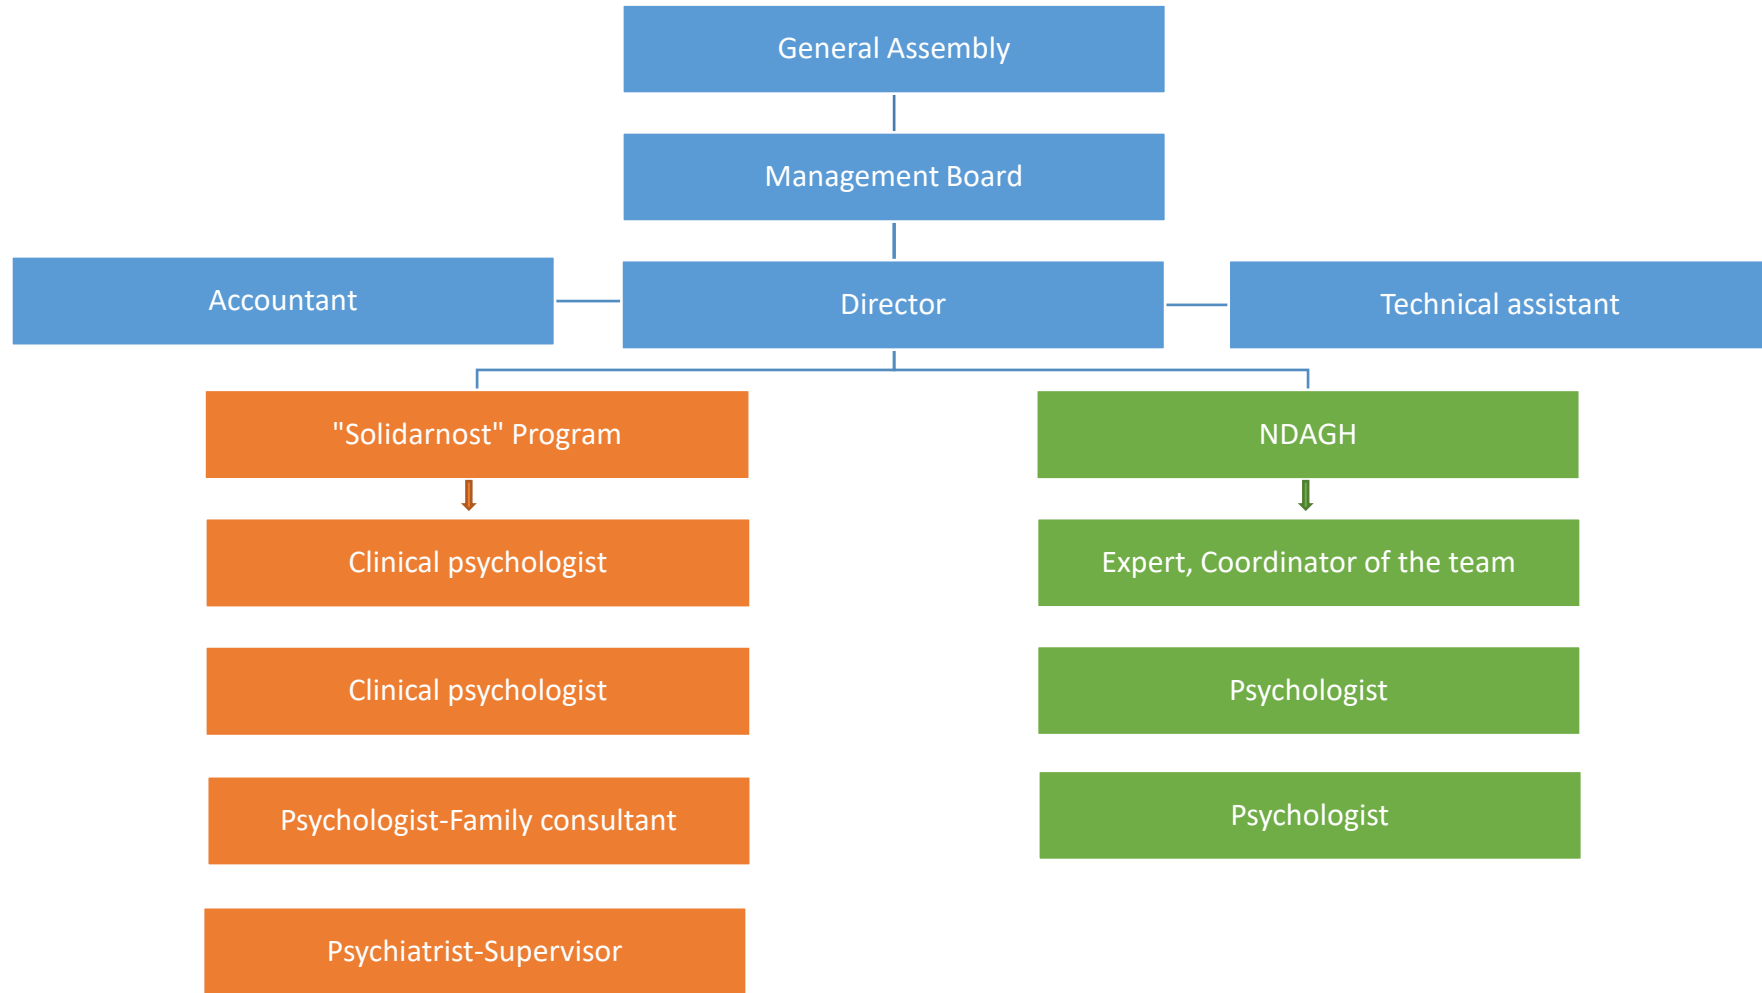 General Assembly
Management Board
Accountant
Director
Technical assistant
"Solidarnost" Program
NDAGH
Clinical psychologist
Expert, Coordinator of the team
Clinical psychologist
Psychologist
Psychologist-Family consultant
Psychologist
Psychiatrist-Supervisor